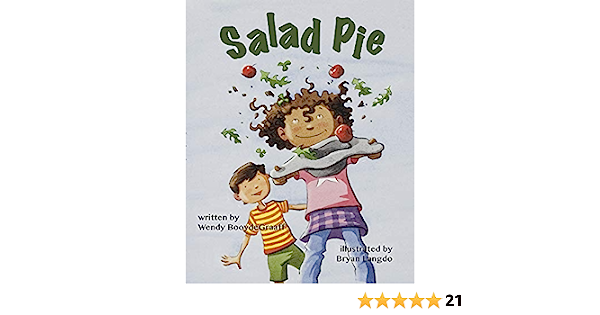 Salad Pie
written by
Wendy BooydeGraaff
illustrated by
Bryan Langdo
21